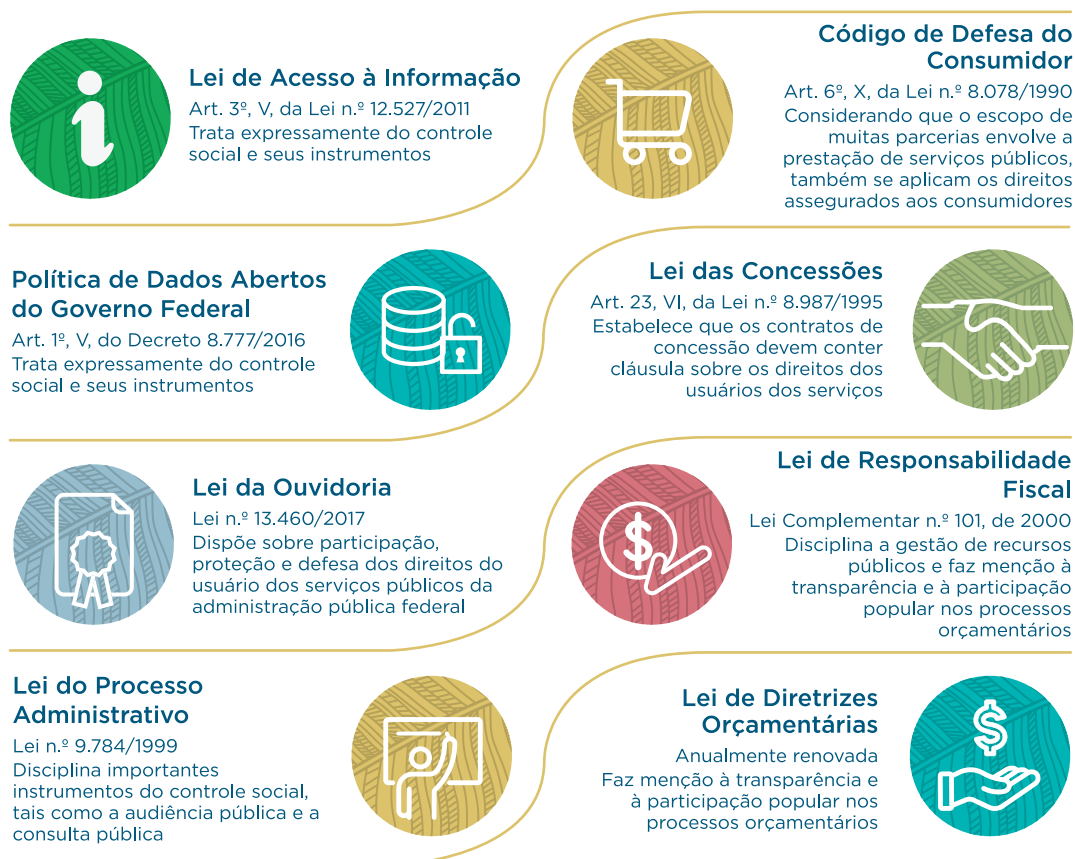 Lei de Acesso à Informação
Art. 3º, V, da Lei n.º 12.527/2011
Trata expressamente do controle
social e seus instrumentos
Código de Defesa do
Consumidor
Art. 6º, X, da Lei n.º 8.078/1990
Considerando que o escopo de
muitas parcerias envolve a
prestação de serviços públicos,
também se aplicam os direitos
assegurados aos consumidores
Política de Dados Abertos
do Governo Federal
Art. 1º, V, do Decreto 8.777/2016
Trata expressamente do controle
social e seus instrumentos
Lei das Concessões
Art. 23, VI, da Lei n.º 8.987/1995
Estabelece que os contratos de
concessão devem conter
cláusula sobre os direitos dos
usuários dos serviços
Lei da Ouvidoria
Lei n.º 13.460/2017
Dispõe sobre participação,
proteção e defesa dos direitos do
usuário dos serviços públicos da
administração pública federal
Lei de Responsabilidade
Fiscal
Lei Complementar n.º 101, de 2000
Disciplina a gestão de recursos
públicos e faz menção à
transparência e à participação
popular nos processos
orçamentários
Lei do Processo
Administrativo
Lei n.º 9.784/1999
Disciplina importantes
instrumentos do controle social,
tais como a audiência pública e a
consulta pública
Lei de Diretrizes
Orçamentárias
Anualmente renovada
Faz menção à transparência e
à participação popular nos
processos orçamentários